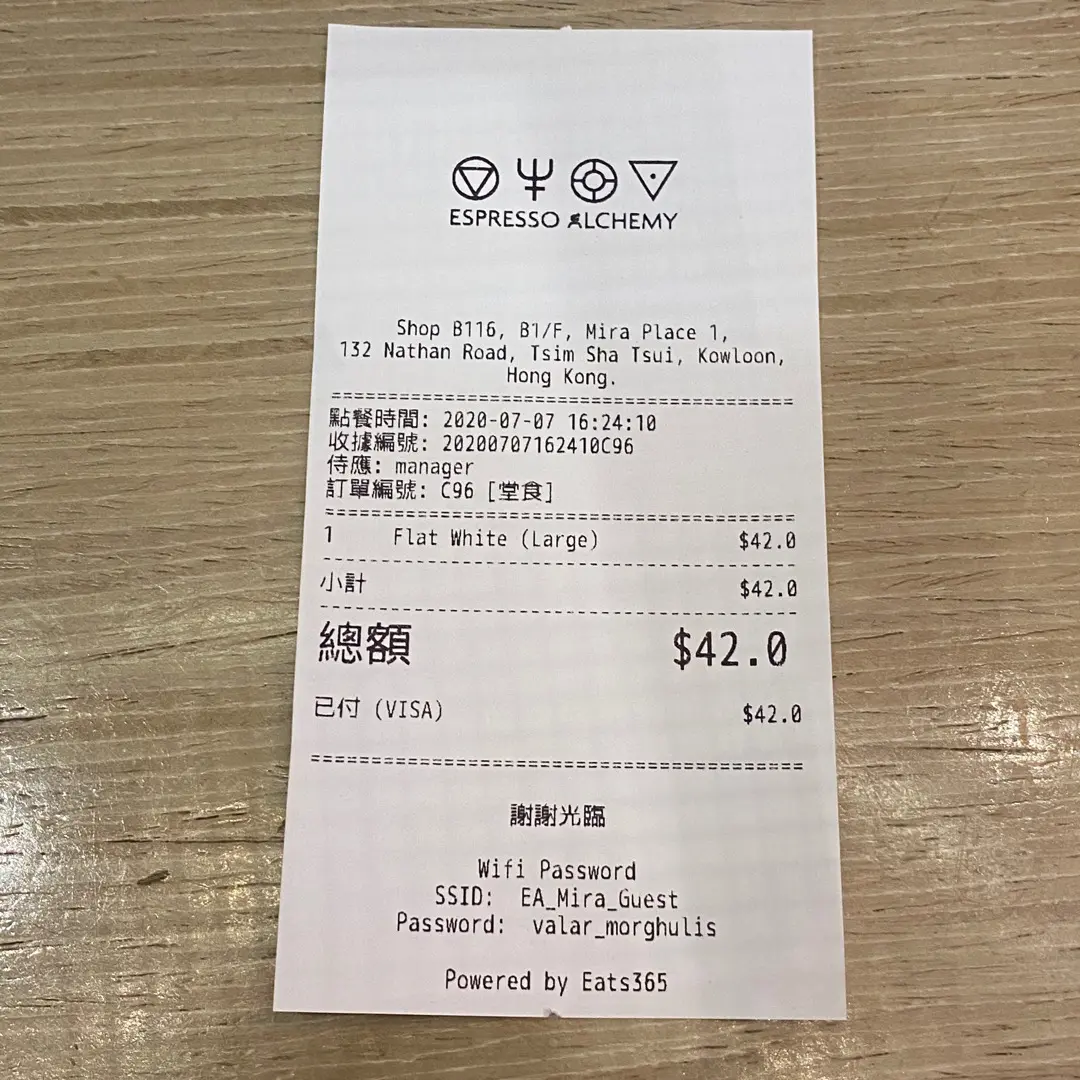 ESPRESSO ALCHEMY
Shop B116, B1/F, Mira Place 1,
132 Nathan Road, Tsim Sha Tsui, Kowloon,
Hong Kong.
點餐時間: 2020-07-07 16:24:10
收據編號: 20200707162410C96
侍應: manager
訂單編號: C96 [堂食]
1 Flat White (Large) $42.0
小計 $42.0
總額 $42.0
已付 (VISA) $42.0
謝謝光臨
Wifi Password
SSID: EA_Mira_Guest
Password: valar_morghulis
Powered by Eats365